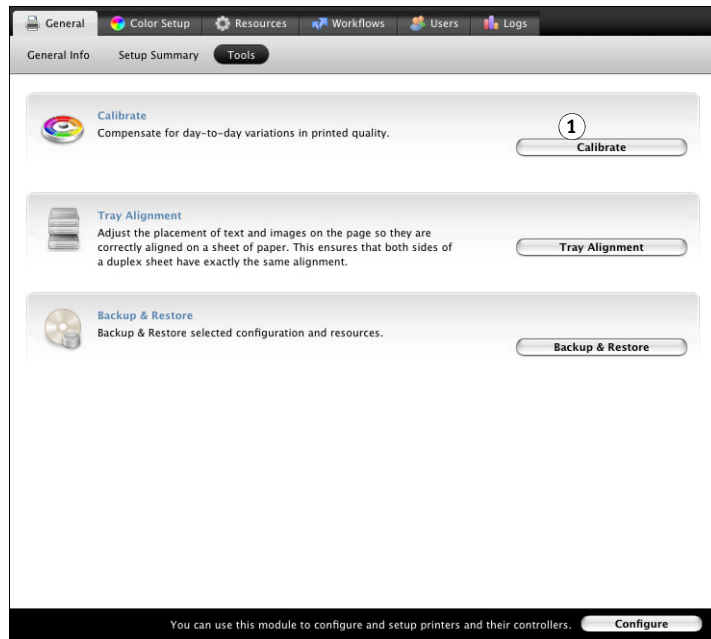 General Color Setup Resources Workflows Users Logs
General Info Setup Summary Tools
Calibrate
Compensate for day-to-day variations in printed quality.
1
Calibrate
Tray Alignment
Adjust the placement of text and images on the page so they are
correctly aligned on a sheet of paper. This ensures that both sides of
a duplex sheet have exactly the same alignment.
Tray Alignment
Backup & Restore
Backup & Restore selected configuration and resources.
Backup & Restore
You can use this module to configure and setup printers and their controllers. Configure